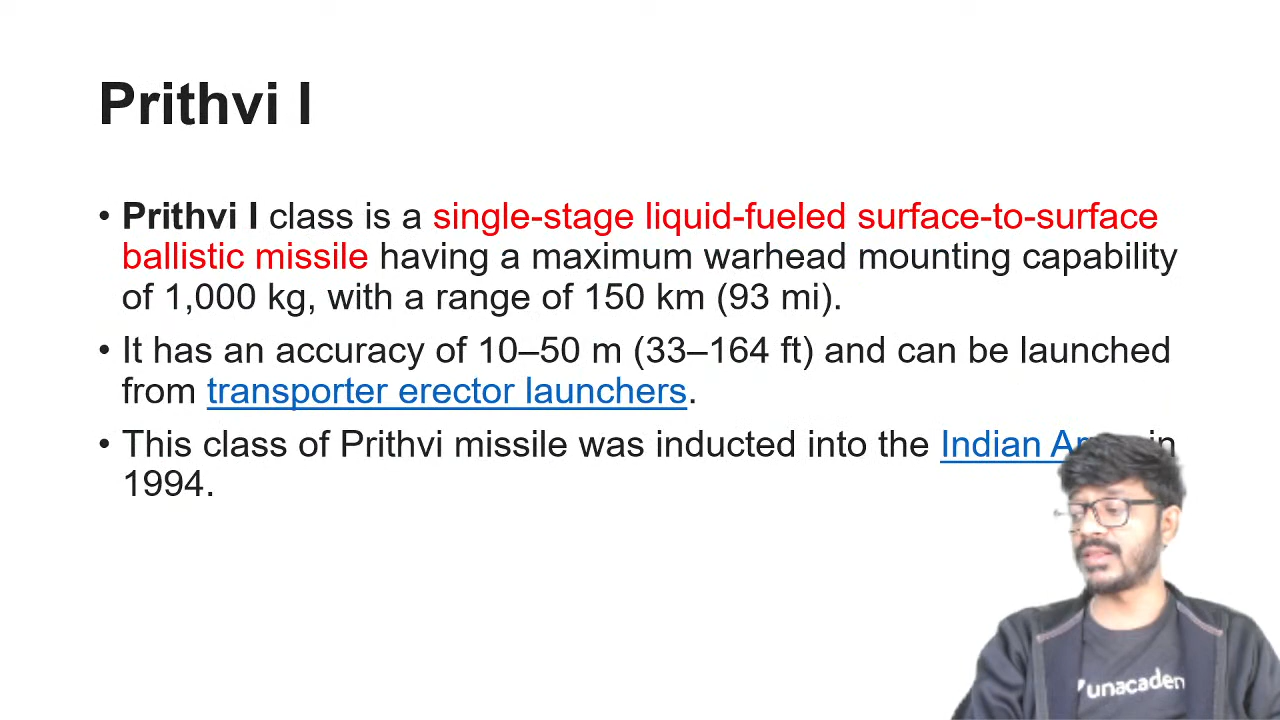 Prithvi I
• Prithvi I class is a single-stage liquid-fueled surface-to-surface
ballistic missile having a maximum warhead mounting capability
of 1,000 kg, with a range of 150 km (93 mi).
• It has an accuracy of 10–50 m (33–164 ft) and can be launched
from transporter erector launchers.
• This class of Prithvi missile was inducted into the Indian in
1994.
unacadem